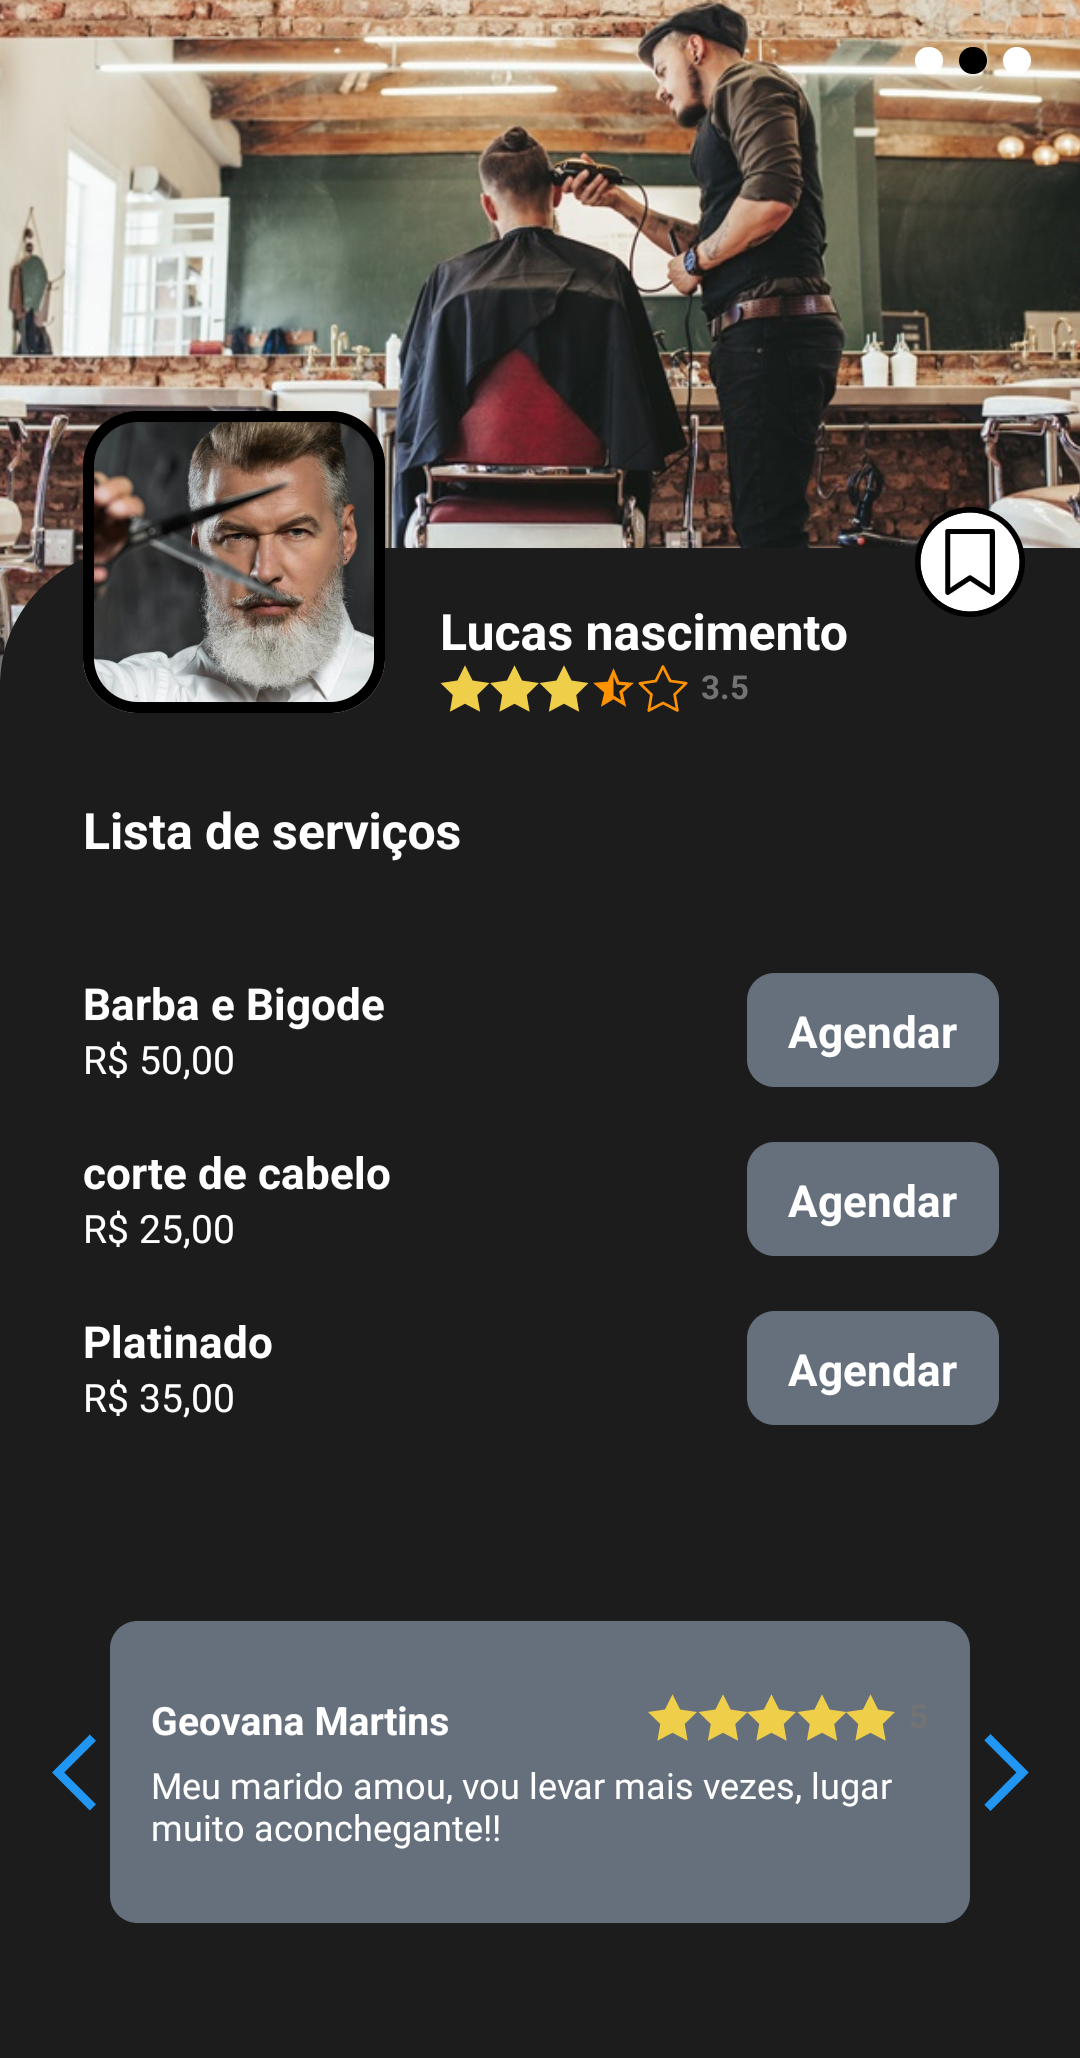 Lucas nascimento
3.5
Lista de serviços
Barba e Bigode
R$ 50,00
Agendar
corte de cabelo
R$ 25,00
Agendar
Platinado
R$ 35,00
Agendar
Geovana Martins
5
Meu marido amou, vou levar mais vezes, lugar
muito aconchegante!!